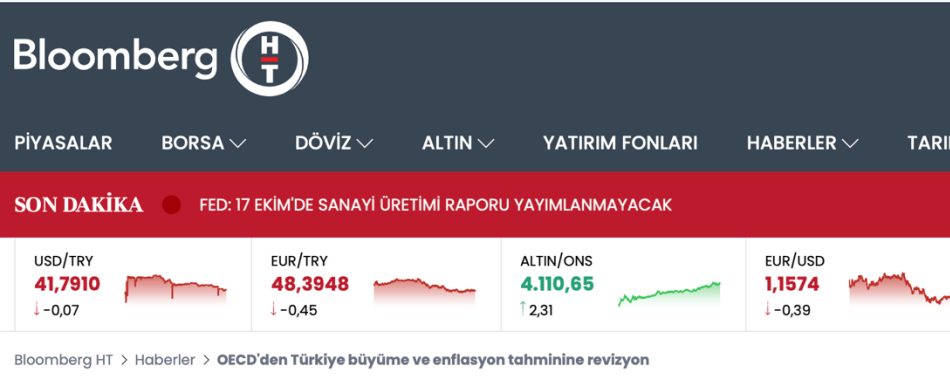 Bloomberg HT
PİYASALAR BORSA DÖVİZ ALTIN YATIRIM FONLARI HABERLER
SON DAKİKA FED: 17 EKİM'DE SANAYİ ÜRETİMİ RAPORU YAYIMLANMAYACAK
USD/TRY EUR/TRY ALTIN/ONS EUR/USD
41,7910 48,3948 4.110,65 1,1574
↓ -0,07 ↓ -0,45 ↑ 2,31 ↓ -0,39
Bloomberg HT > Haberler > OECD'den Türkiye büyüme ve enflasyon tahminine revizyon